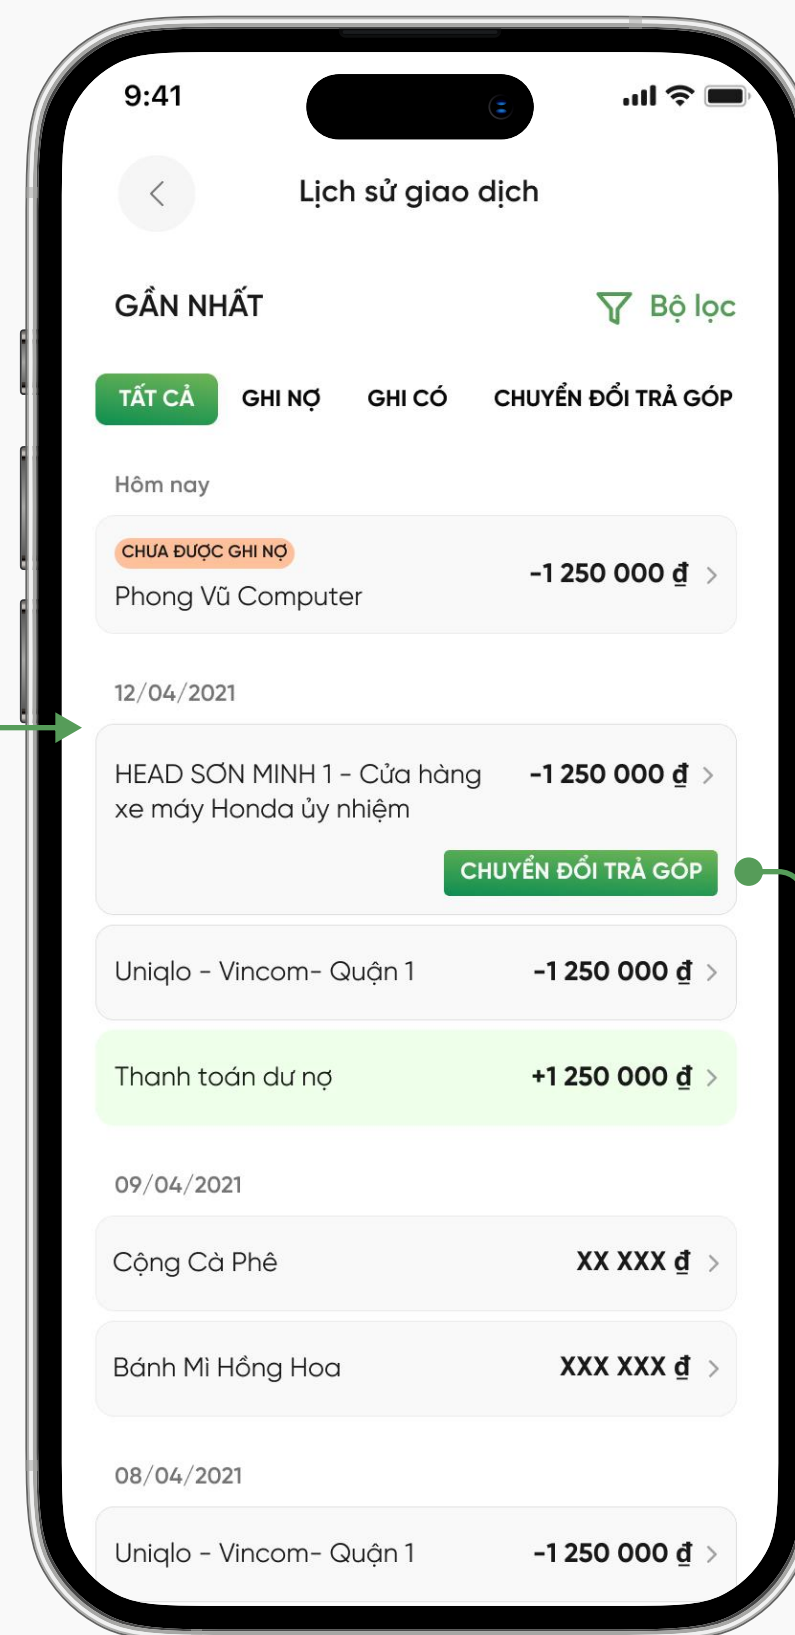 9:41
Lịch sử giao dịch
GẦN NHẤT
Bộ lọc
TẤT CẢ GHI NỢ GHI CÓ CHUYỂN ĐỔI TRẢ GÓP
Hôm nay
CHƯA ĐƯỢC GHI NỢ
Phong Vũ Computer
-1 250 000 ₫
12/04/2021
HEAD SƠN MINH 1 - Cửa hàng
xe máy Honda ủy nhiệm
-1 250 000 ₫
CHUYỂN ĐỔI TRẢ GÓP
Uniqlo - Vincom- Quận 1 -1 250 000 ₫
Thanh toán dư nợ +1 250 000 ₫
09/04/2021
Cộng Cà Phê XX XXX ₫
Bánh Mì Hồng Hoa XXX XXX ₫
08/04/2021
Uniqlo - Vincom- Quận 1 -1 250 000 ₫